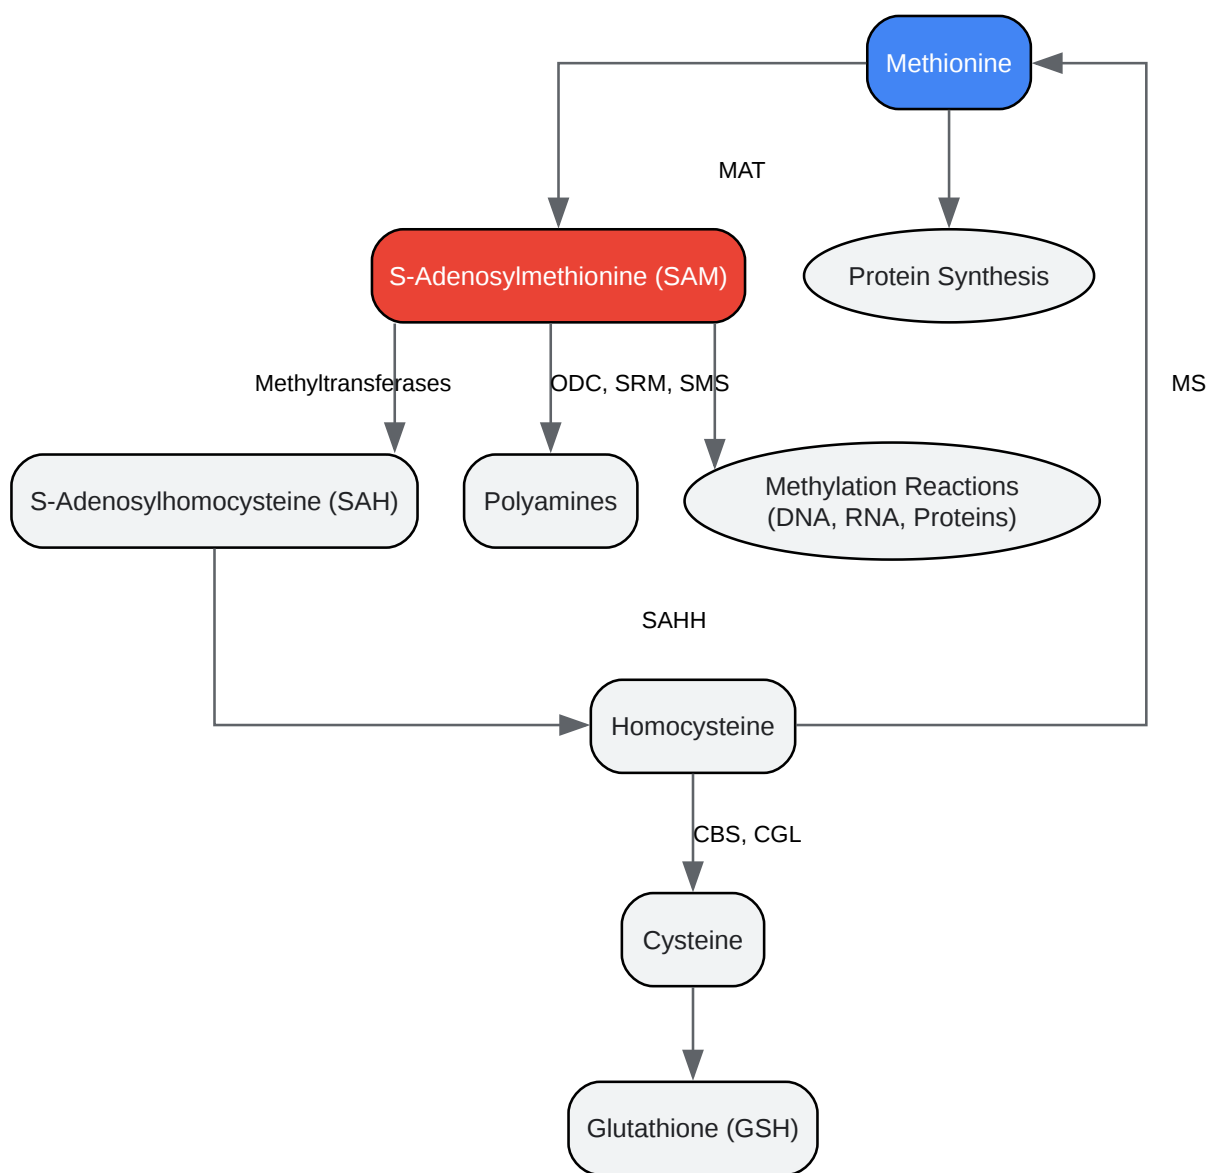 Methionine
MAT
S-Adenosylmethionine (SAM)
Protein Synthesis
Methyltransferases
ODC, SRM, SMS
MS
S-Adenosylhomocysteine (SAH)
Polyamines
Methylation Reactions
(DNA, RNA, Proteins)
SAHH
Homocysteine
CBS, CGL
Cysteine
Glutathione (GSH)